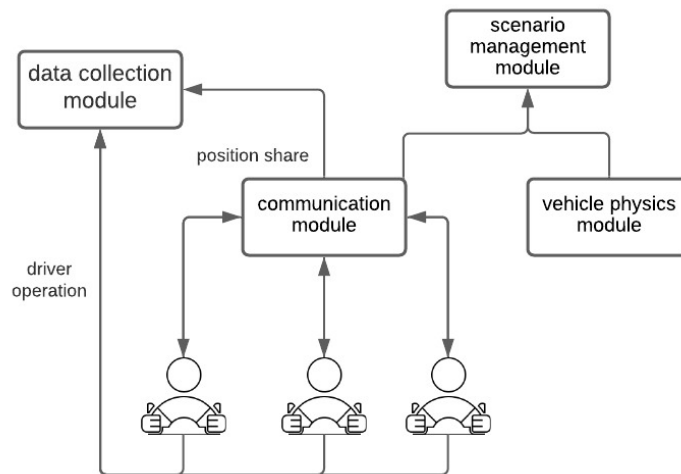 scenario
management
module
data collection
module
position share
communication
module
vehicle physics
module
driver
operation